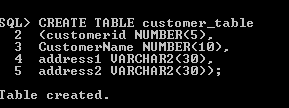 SQL> CREATE TABLE customer_table
2 (customerid NUMBER(5),
3 CustomerName NUMBER(10),
4 address1 VARCHAR2(30),
5 address2 VARCHAR2(30));
Table created.